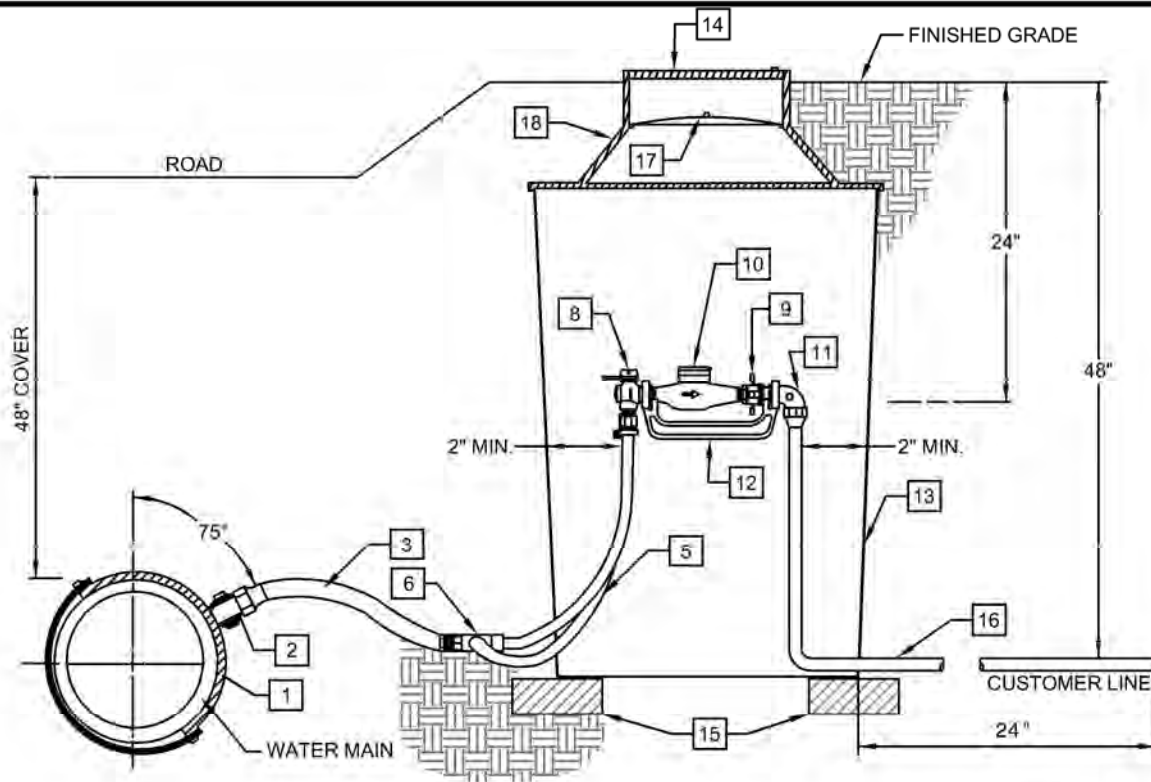 14
FINISHED GRADE
18
17
ROAD
24"
10
8
9
11
48" COVER
48"
2" MIN.
2" MIN.
12
13
75°
3
5
6
16
2
CUSTOMER LINE
1
15
24"
WATER MAIN